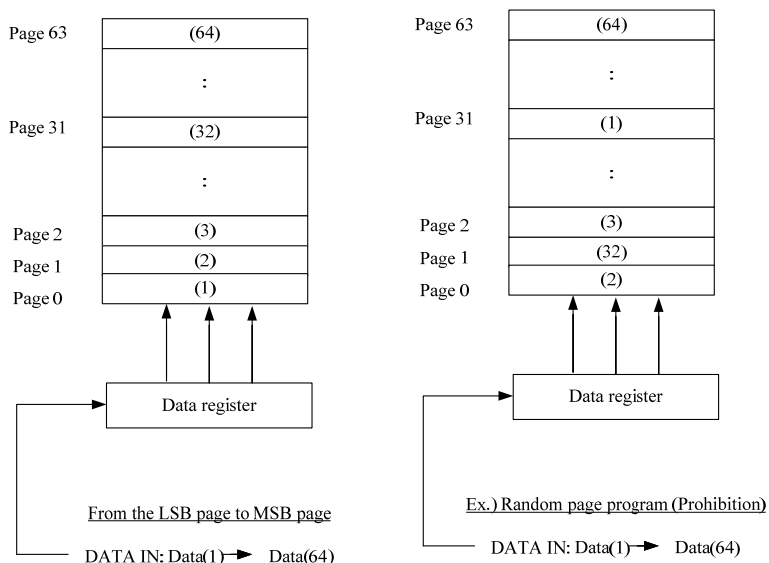 Page 63 (64)
:
Page 31 (32)
:
Page 2 (3)
Page 1 (2)
Page 0 (1)
Data register
From the LSB page to MSB page
DATA IN: Data(1) → Data(64)
Page 63 (64)
:
Page 31 (1)
:
Page 2 (3)
Page 1 (32)
Page 0 (2)
Data register
Ex.) Random page program (Prohibition)
DATA IN: Data(1) → Data(64)